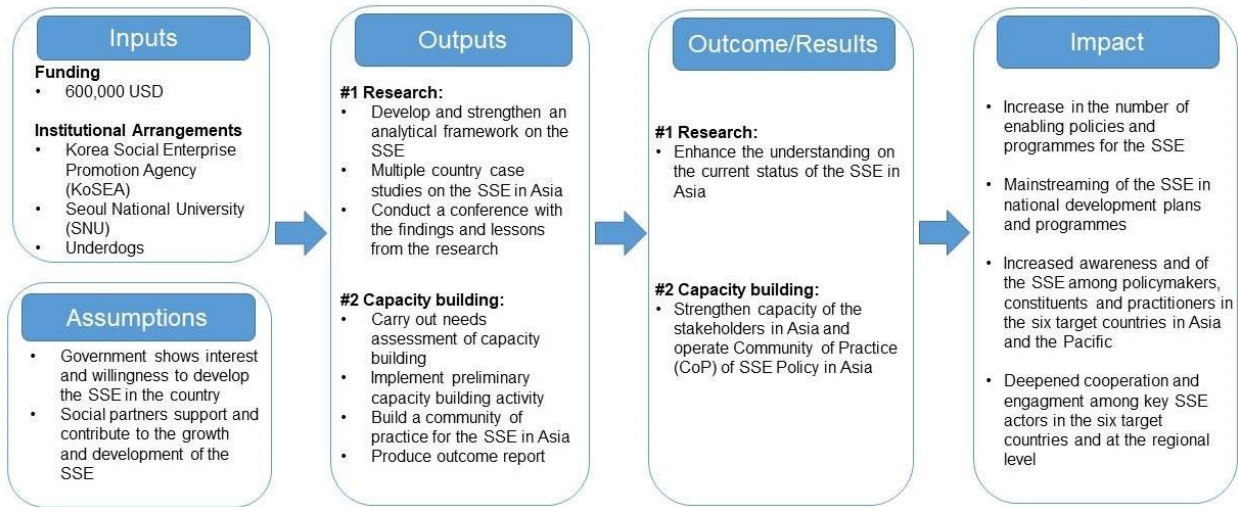 Inputs
Funding
• 600,000 USD
Institutional Arrangements
• Korea Social Enterprise
Promotion Agency
(KoSEA)
• Seoul National University
(SNU)
• Underdogs
Assumptions
• Government shows interest
and willingness to develop
the SSE in the country
• Social partners support and
contribute to the growth
and development of the
SSE
Outputs
#1 Research:
• Develop and strengthen an
analytical framework on the
SSE
• Multiple country case
studies on the SSE in Asia
• Conduct a conference with
the findings and lessons
from the research
#2 Capacity building:
• Carry out needs
assessment of capacity
building
• Implement preliminary
capacity building activity
• Build a community of
practice for the SSE in Asia
• Produce outcome report
Outcome/Results
#1 Research:
• Enhance the understanding on
the current status of the SSE in
Asia
#2 Capacity building:
• Strengthen capacity of the
stakeholders in Asia and
operate Community of Practice
(CoP) of SSE Policy in Asia
Impact
• Increase in the number of
enabling policies and
programmes for the SSE
• Mainstreaming of the SSE in
national development plans
and programmes
• Increased awareness and of
the SSE among policymakers,
constituents and practitioners in
the six target countries in Asia
and the Pacific
• Deepened cooperation and
engagment among key SSE
actors in the six target
countries and at the regional
level